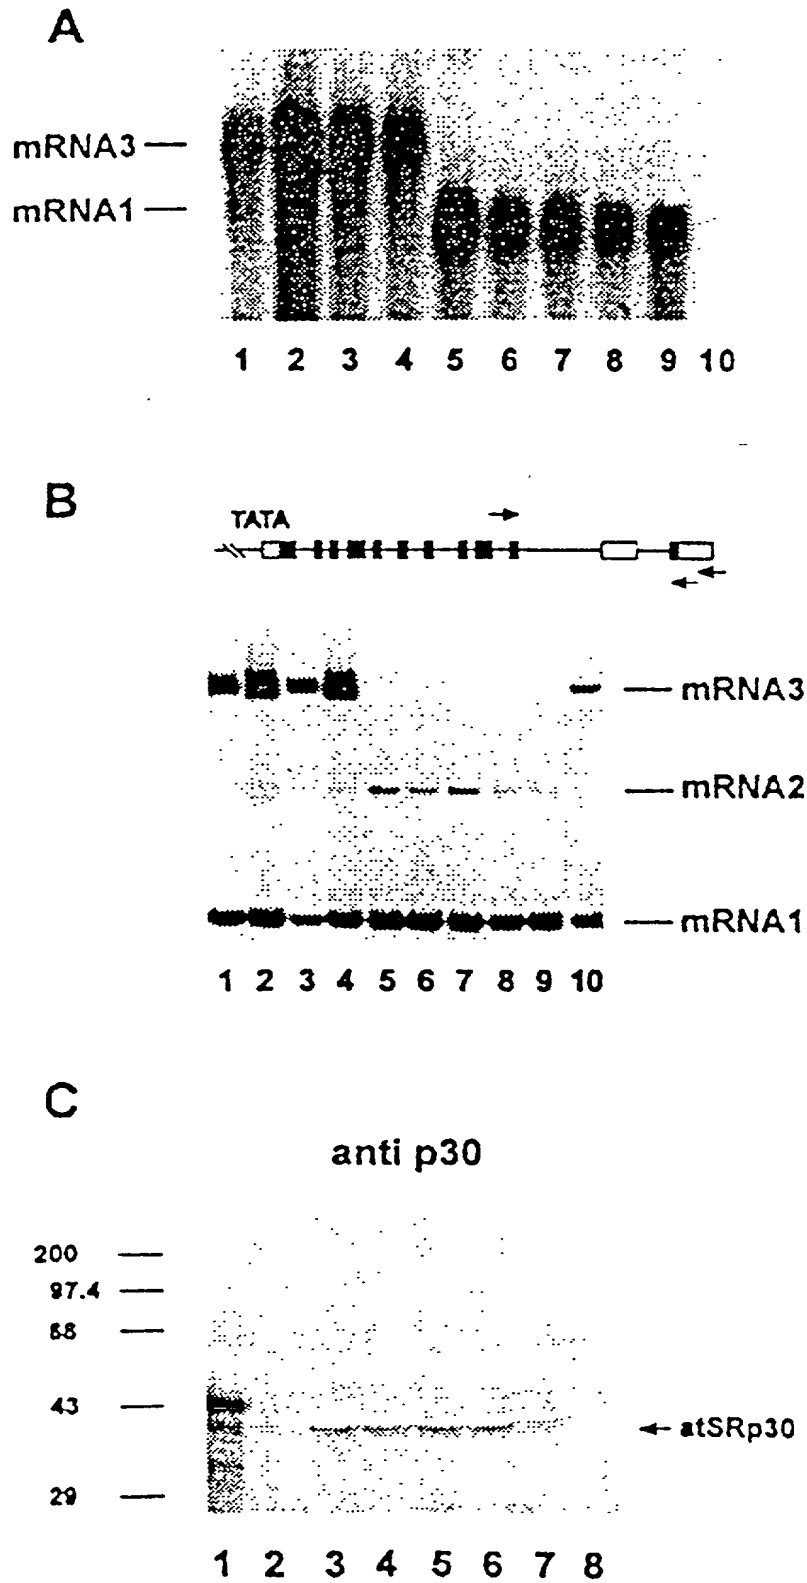 A
mRNA3
mRNA1
1 2 3 4 5 6 7 8 9 10
B
TATA
mRNA3
mRNA2
mRNA1
1 2 3 4 5 6 7 8 9 10
C
anti p30
200
97.4
68
43
atSRp30
29
1 2 3 4 5 6 7 8